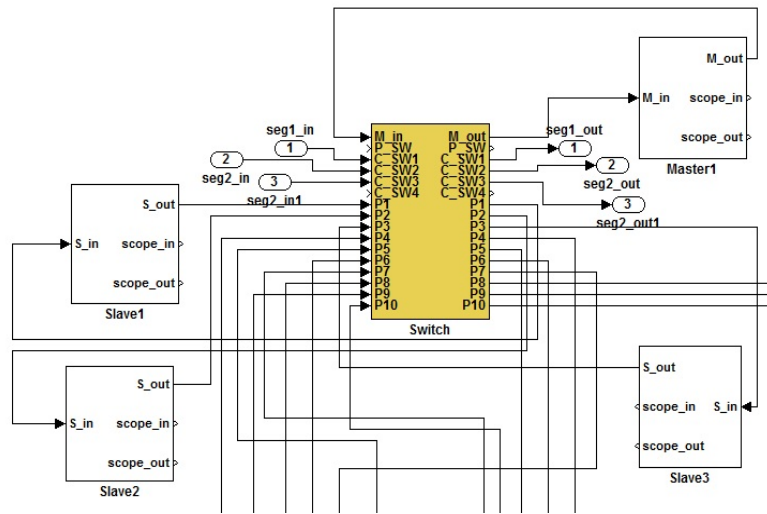 M_out
M_in
scope_in
scope_out
Master1
seg1_in
1
2
seg2_in
3
seg2_in1
M_in
P_SW
C_SW1
C_SW2
C_SW3
C_SW4
P1
P2
P3
P4
P5
P6
P7
P8
P9
P10
M_out
P_SW
C_SW1
C_SW2
C_SW3
C_SW4
P1
P2
P3
P4
P5
P6
P7
P8
P9
P10
Switch
seg1_out
1
2
seg2_out
3
seg2_out1
S_out
S_in
scope_in
scope_out
Slave1
S_out
S_in
scope_in
scope_out
Slave2
S_out
scope_in
S_in
scope_out
Slave3